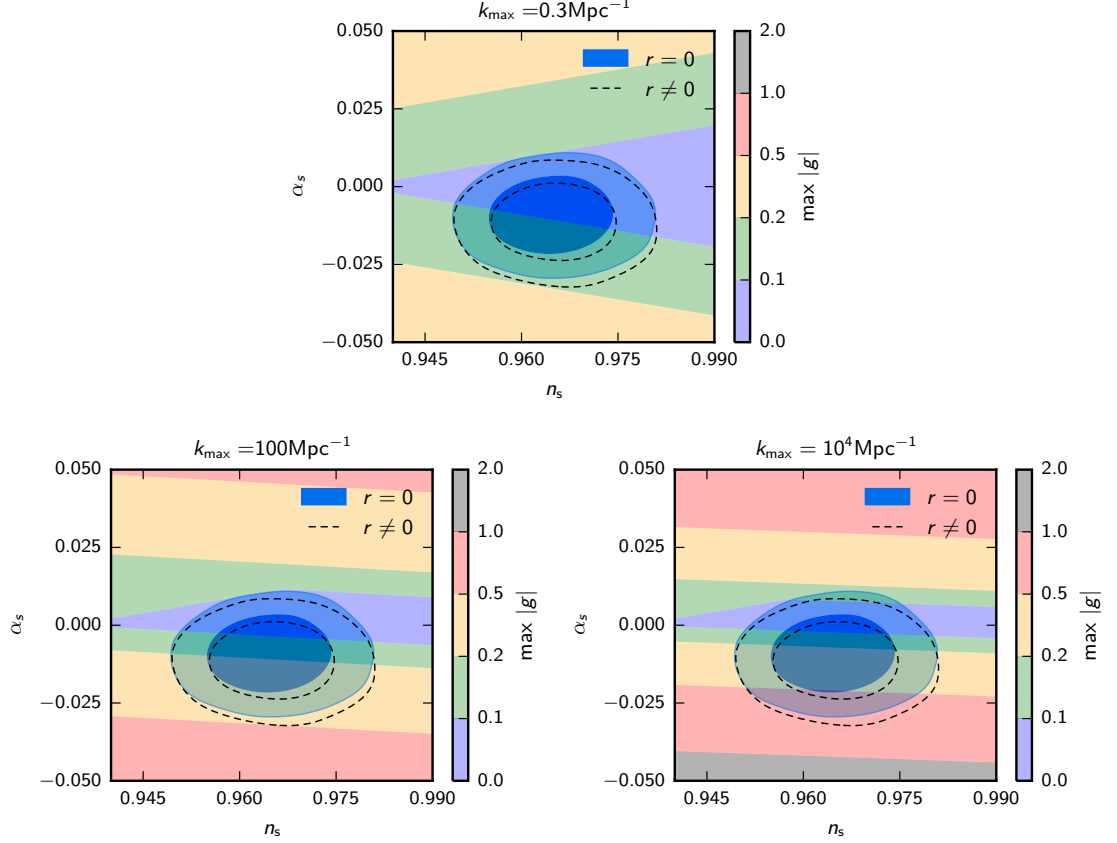 k_max =0.3Mpc⁻¹
0.050
0.025
0.000
−0.025
−0.050
α_s
0.945 0.960 0.975 0.990
n_s
r = 0
r ≠ 0
2.0
1.0
0.5
0.2
0.1
0.0
max |g|
k_max =100Mpc⁻¹
0.050
0.025
0.000
−0.025
−0.050
α_s
0.945 0.960 0.975 0.990
n_s
r = 0
r ≠ 0
2.0
1.0
0.5
0.2
0.1
0.0
max |g|
k_max = 10⁴Mpc⁻¹
0.050
0.025
0.000
−0.025
−0.050
α_s
0.945 0.960 0.975 0.990
n_s
r = 0
r ≠ 0
2.0
1.0
0.5
0.2
0.1
0.0
max |g|